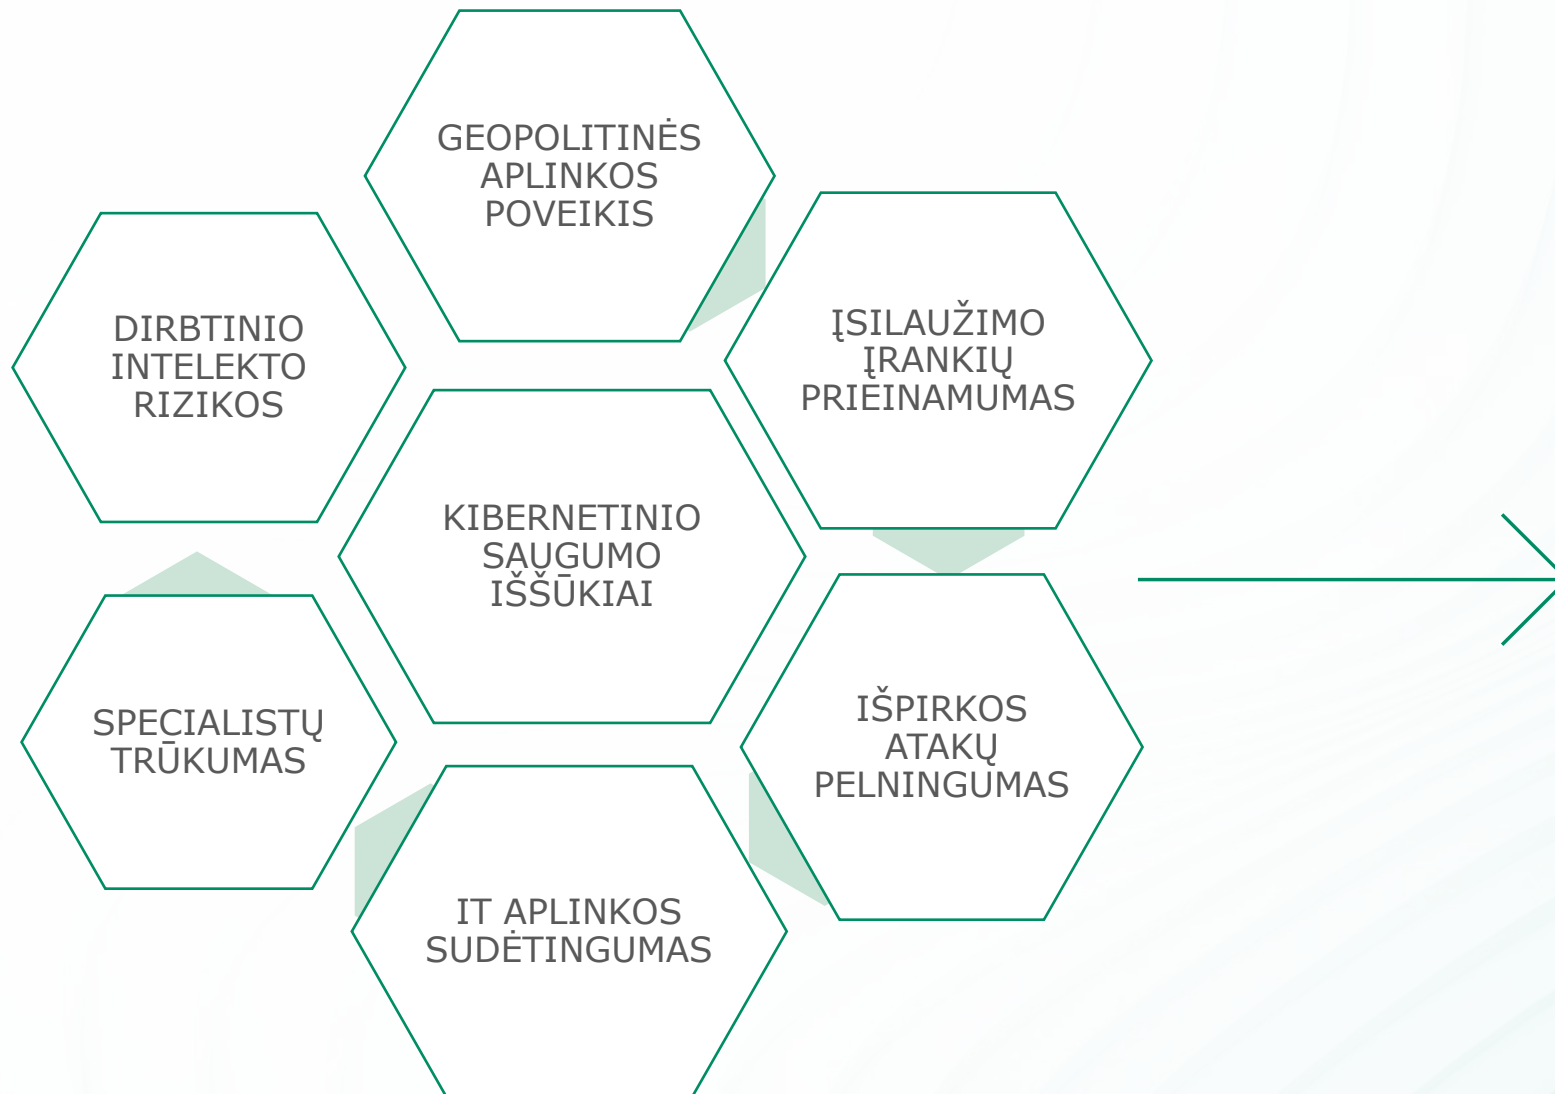 GEOPOLITINĖS
APLINKOS
POVEIKIS
ĮSILAUŽIMO
ĮRANKIŲ
PRIEINAMUMAS
DIRBTINIO
INTELEKTO
RIZIKOS
KIBERNETINIO
SAUGUMO
IŠŠŪKIAI
IŠPIRKOS
ATAKŲ
PELNINGUMAS
SPECIALISTŲ
TRŪKUMAS
IT APLINKOS
SUDĖTINGUMAS